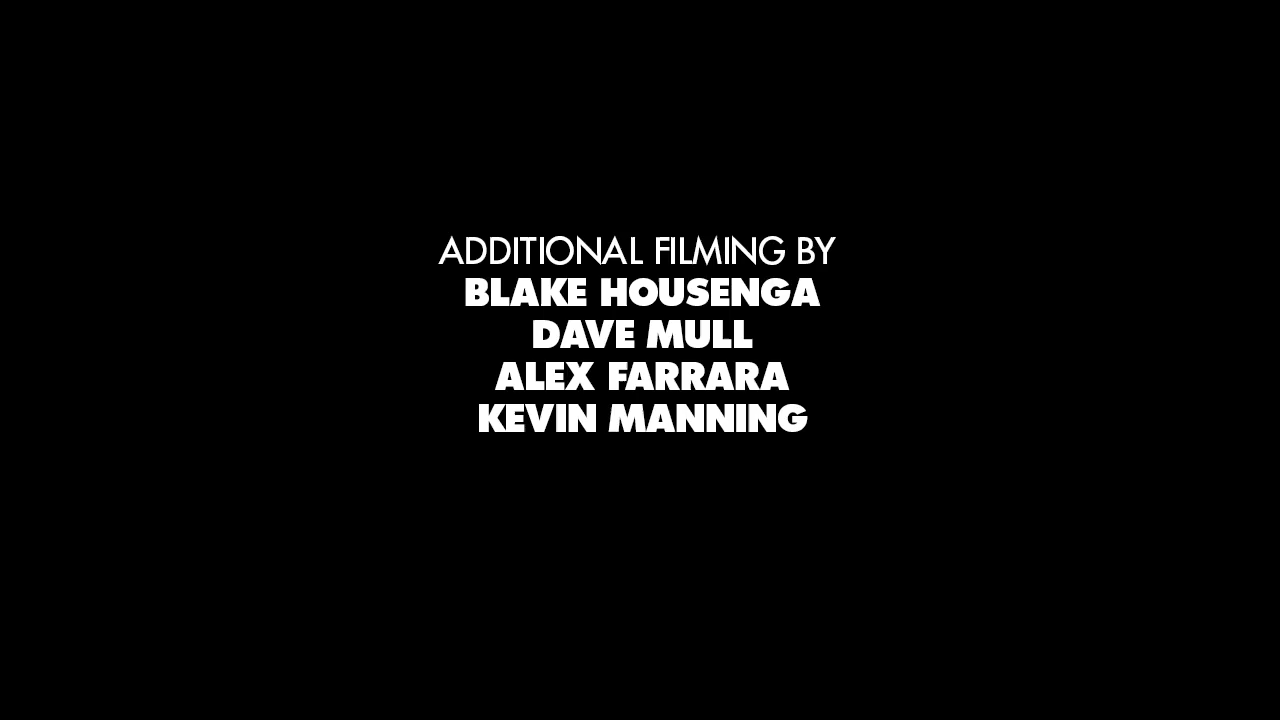 ADDITIONAL FILMING BY
BLAKE HOUSENGA
DAVE MULL
ALEX FARRARA
KEVIN MANNING